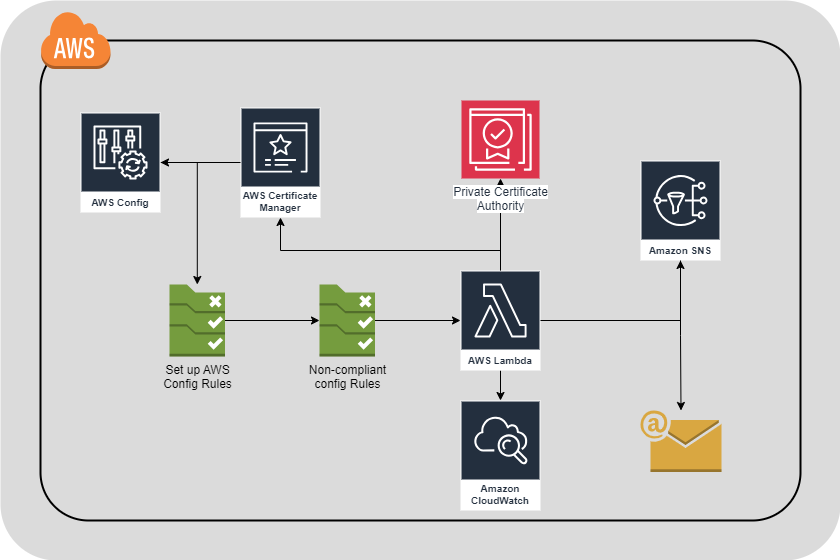 AWS
AWS Config
AWS Certificate
Manager
Private Certificate
Authority
Amazon SNS
Set up AWS
Config Rules
Non-compliant
config Rules
AWS Lambda
@
Amazon
CloudWatch